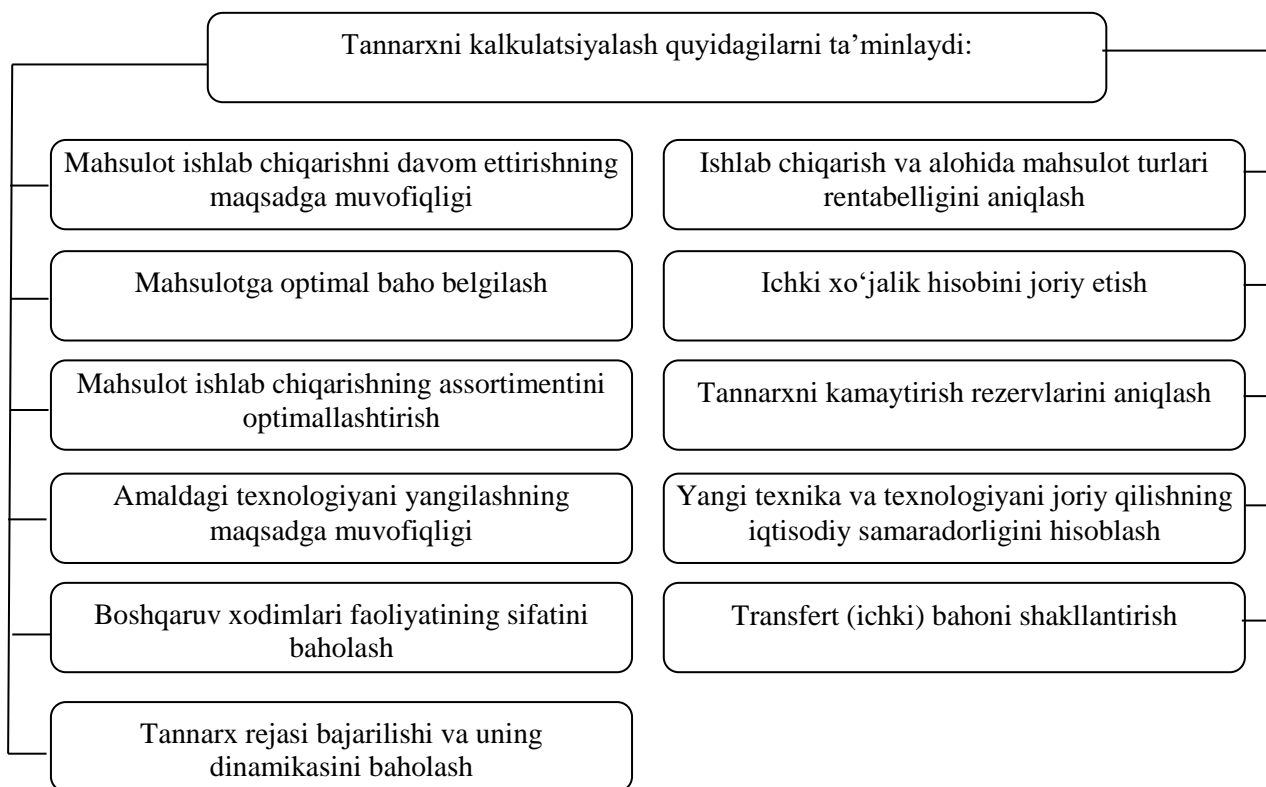 Tannarxni kalkulatsiyalash quyidagilarni ta’minlaydi:
Mahsulot ishlab chiqarishni davom ettirishning
maqsadga muvofiqligi
Mahsulotga optimal baho belgilash
Mahsulot ishlab chiqarishning assortimentini
optimallashtirish
Amaldagi texnologiyani yangilashning
maqsadga muvofiqligi
Boshqaruv xodimlari faoliyatining sifatini
baholash
Tannarx rejasi bajarilishi va uning
dinamikasini baholash
Ishlab chiqarish va alohida mahsulot turlari
rentabelligini aniqlash
Ichki xo‘jalik hisobini joriy etish
Tannarxni kamaytirish rezervlarini aniqlash
Yangi texnika va texnologiyani joriy qilishning
iqtisodiy samaradorligini hisoblash
Transfert (ichki) bahoni shakllantirish